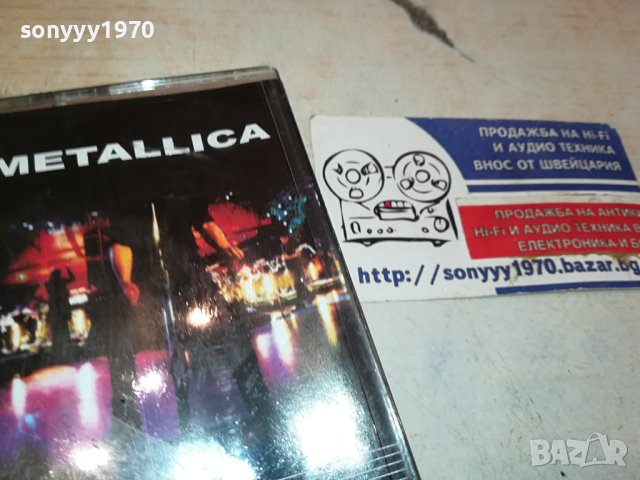 sonyyy1970
METALLICA
ПРОДАЖБА НА Hi-Fi
И АУДИО ТЕХНИКА
ВНОС ОТ ШВЕЙЦАРИЯ
ПРОДАЖБА НА АНТИК
Hi-Fi И АУДИО ТЕХНИКА В
ЕЛЕКТРОНИКА И Б
http://sonyyy1970.bazar.bg
BAZAR